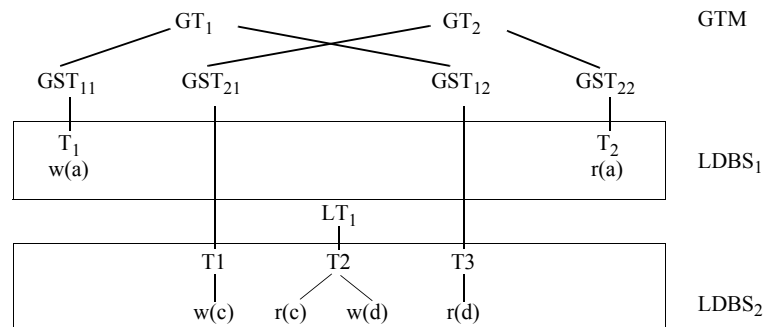 GT₁ GT₂ GTM
GST₁₁ GST₂₁ GST₁₂ GST₂₂
T₁ T₂
w(a) r(a) LDBS₁
LT₁
T1 T2 T3
w(c) r(c) w(d) r(d) LDBS₂